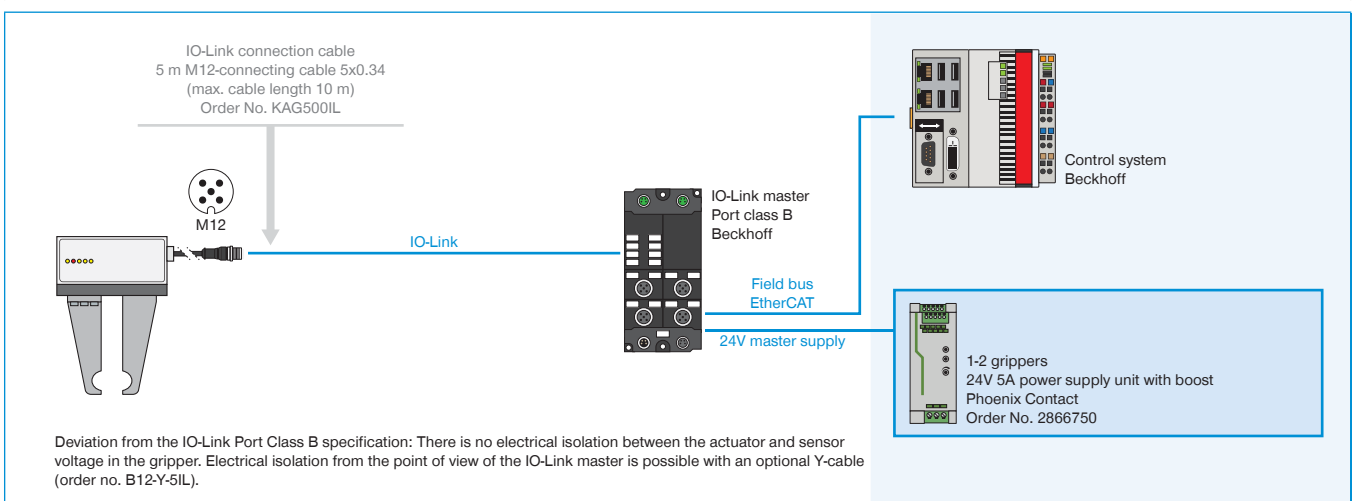 IO-Link connection cable
5 m M12-connecting cable 5x0.34
(max. cable length 10 m)
Order No. KAG500IL
M12
IO-Link
IO-Link master
Port class B
Beckhoff
Field bus
EtherCAT
24V master supply
Control system
Beckhoff
1-2 grippers
24V 5A power supply unit with boost
Phoenix Contact
Order No. 2866750
Deviation from the IO-Link Port Class B specification: There is no electrical isolation between the actuator and sensor
voltage in the gripper. Electrical isolation from the point of view of the IO-Link master is possible with an optional Y-cable
(order no. B12-Y-5IL).